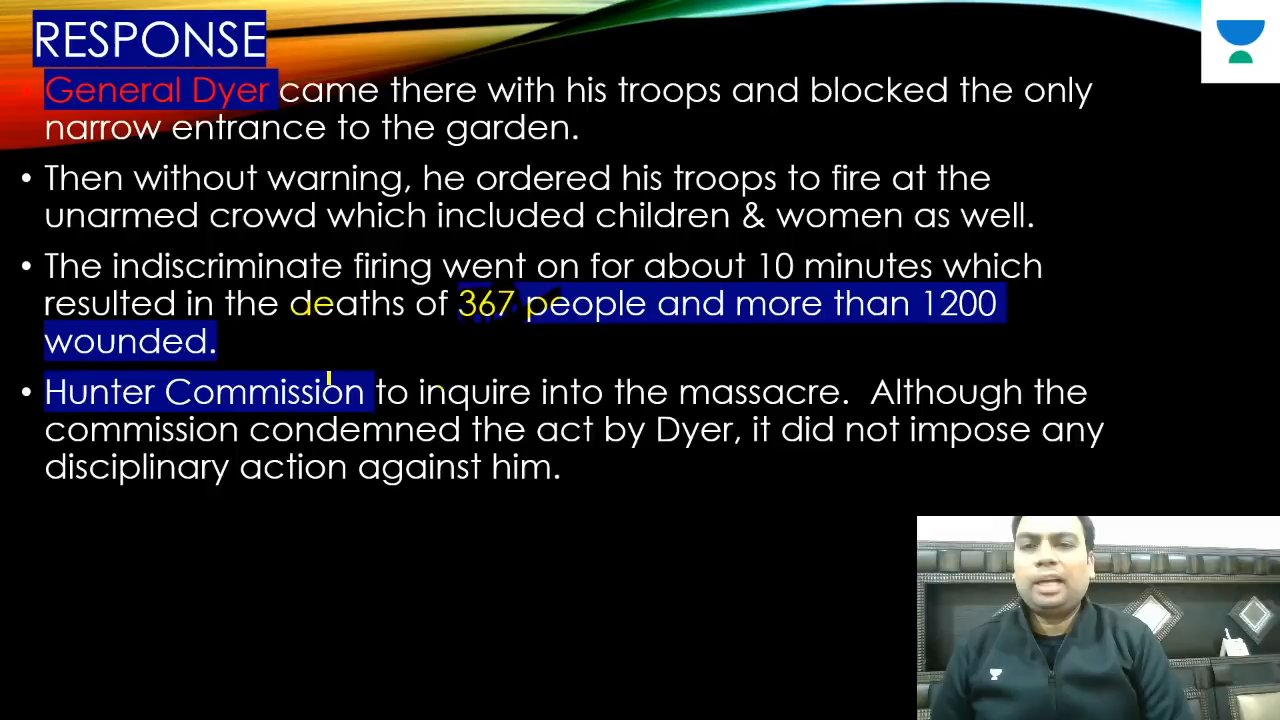 RESPONSE
• General Dyer came there with his troops and blocked the only
narrow entrance to the garden.
• Then without warning, he ordered his troops to fire at the
unarmed crowd which included children & women as well.
• The indiscriminate firing went on for about 10 minutes which
resulted in the deaths of 367 people and more than 1200
wounded.
• Hunter Commission to inquire into the massacre.  Although the
commission condemned the act by Dyer, it did not impose any
disciplinary action against him.